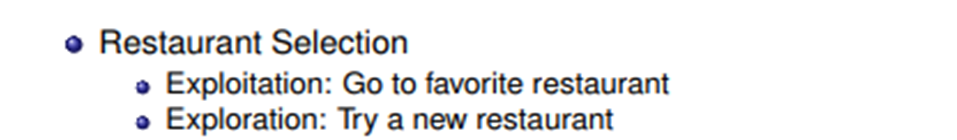 Restaurant Selection
Exploitation: Go to favorite restaurant
Exploration: Try a new restaurant